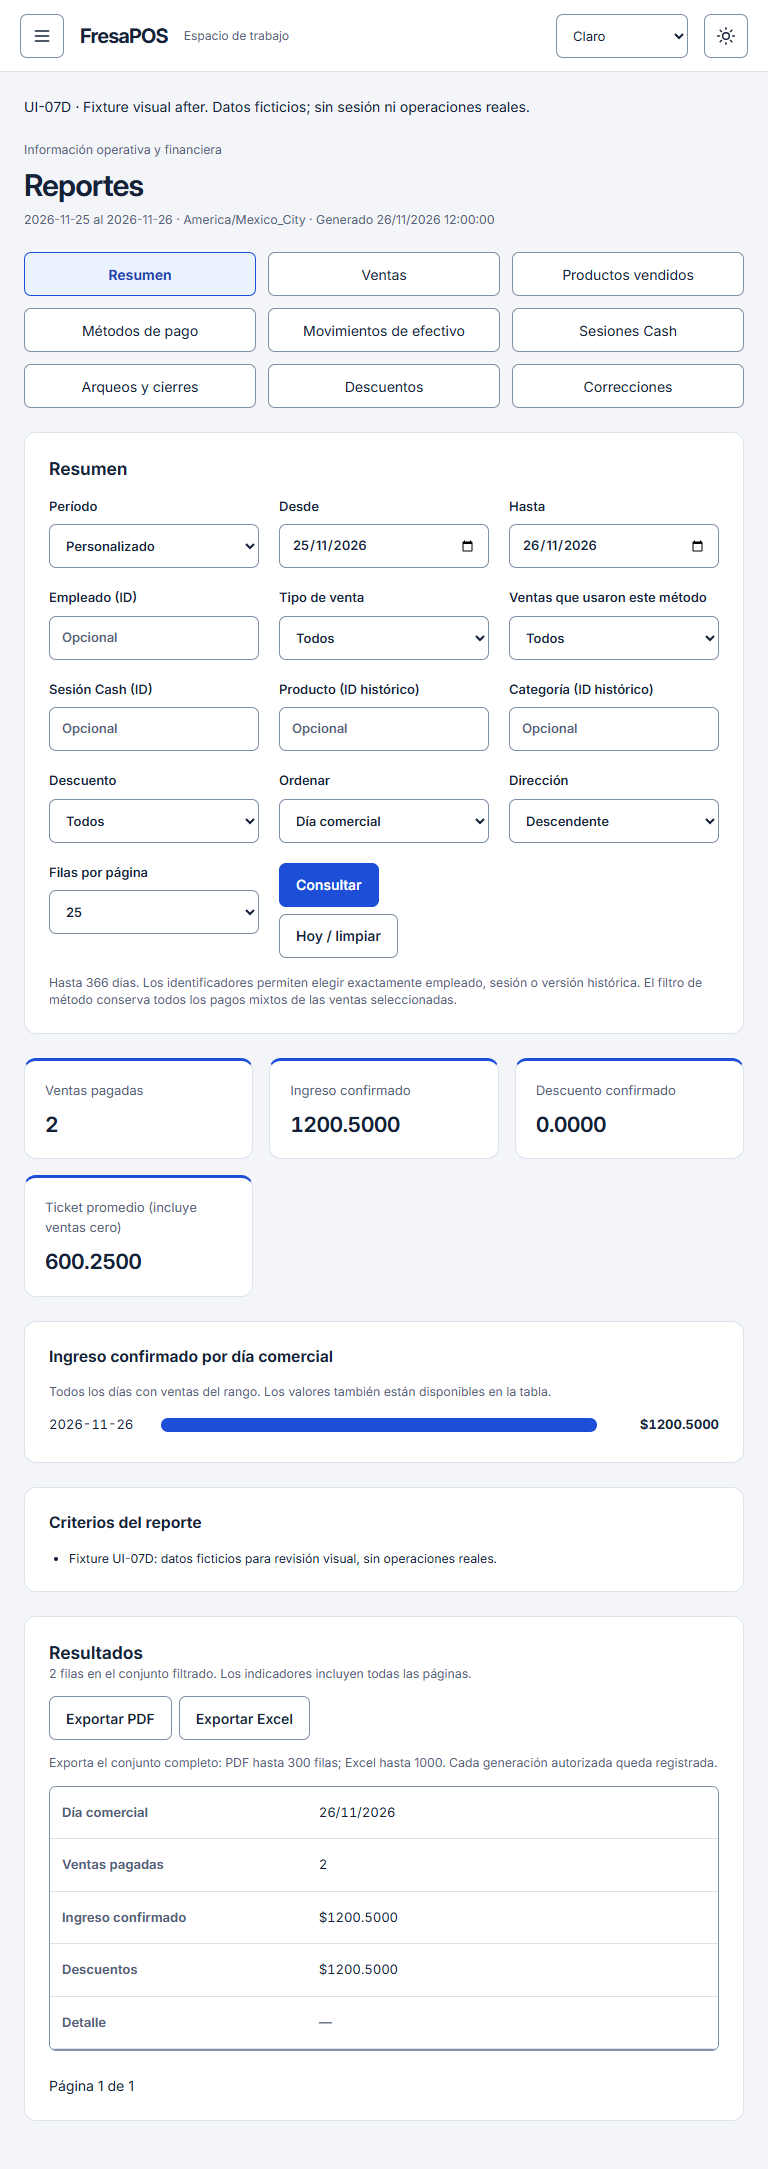 FresaPOS
Espacio de trabajo
Claro
UI-07D · Fixture visual after. Datos ficticios; sin sesión ni operaciones reales.
Información operativa y financiera
Reportes
2026-11-25 al 2026-11-26 · America/Mexico_City · Generado 26/11/2026 12:00:00
Resumen
Ventas
Productos vendidos
Métodos de pago
Movimientos de efectivo
Sesiones Cash
Arqueos y cierres
Descuentos
Correcciones
Resumen
Período
Desde
Hasta
Personalizado
25/11/2026
26/11/2026
Empleado (ID)
Tipo de venta
Ventas que usaron este método
Opcional
Todos
Todos
Sesión Cash (ID)
Producto (ID histórico)
Categoría (ID histórico)
Opcional
Opcional
Opcional
Descuento
Ordenar
Dirección
Todos
Día comercial
Descendente
Filas por página
25
Consultar
Hoy / limpiar
Hasta 366 días. Los identificadores permiten elegir exactamente empleado, sesión o versión histórica. El filtro de
método conserva todos los pagos mixtos de las ventas seleccionadas.
Ventas pagadas
2
Ingreso confirmado
1200.5000
Descuento confirmado
0.0000
Ticket promedio (incluye
ventas cero)
600.2500
Ingreso confirmado por día comercial
Todos los días con ventas del rango. Los valores también están disponibles en la tabla.
2026-11-26
$1200.5000
Criterios del reporte
• Fixture UI-07D: datos ficticios para revisión visual, sin operaciones reales.
Resultados
2 filas en el conjunto filtrado. Los indicadores incluyen todas las páginas.
Exportar PDF
Exportar Excel
Exporta el conjunto completo: PDF hasta 300 filas; Excel hasta 1000. Cada generación autorizada queda registrada.
Día comercial
26/11/2026
Ventas pagadas
2
Ingreso confirmado
$1200.5000
Descuentos
$1200.5000
Detalle
—
Página 1 de 1